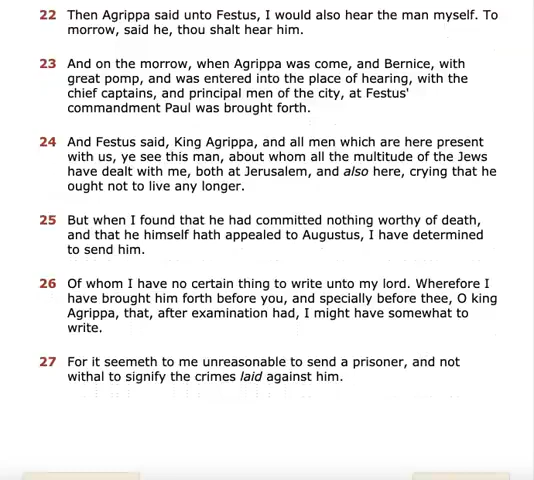 22 Then Agrippa said unto Festus, I would also hear the man myself. To
morrow, said he, thou shalt hear him.
23 And on the morrow, when Agrippa was come, and Bernice, with
great pomp, and was entered into the place of hearing, with the
chief captains, and principal men of the city, at Festus'
commandment Paul was brought forth.
24 And Festus said, King Agrippa, and all men which are here present
with us, ye see this man, about whom all the multitude of the Jews
have dealt with me, both at Jerusalem, and also here, crying that he
ought not to live any longer.
25 But when I found that he had committed nothing worthy of death,
and that he himself hath appealed to Augustus, I have determined
to send him.
26 Of whom I have no certain thing to write unto my lord. Wherefore I
have brought him forth before you, and specially before thee, O king
Agrippa, that, after examination had, I might have somewhat to
write.
27 For it seemeth to me unreasonable to send a prisoner, and not
withal to signify the crimes laid against him.